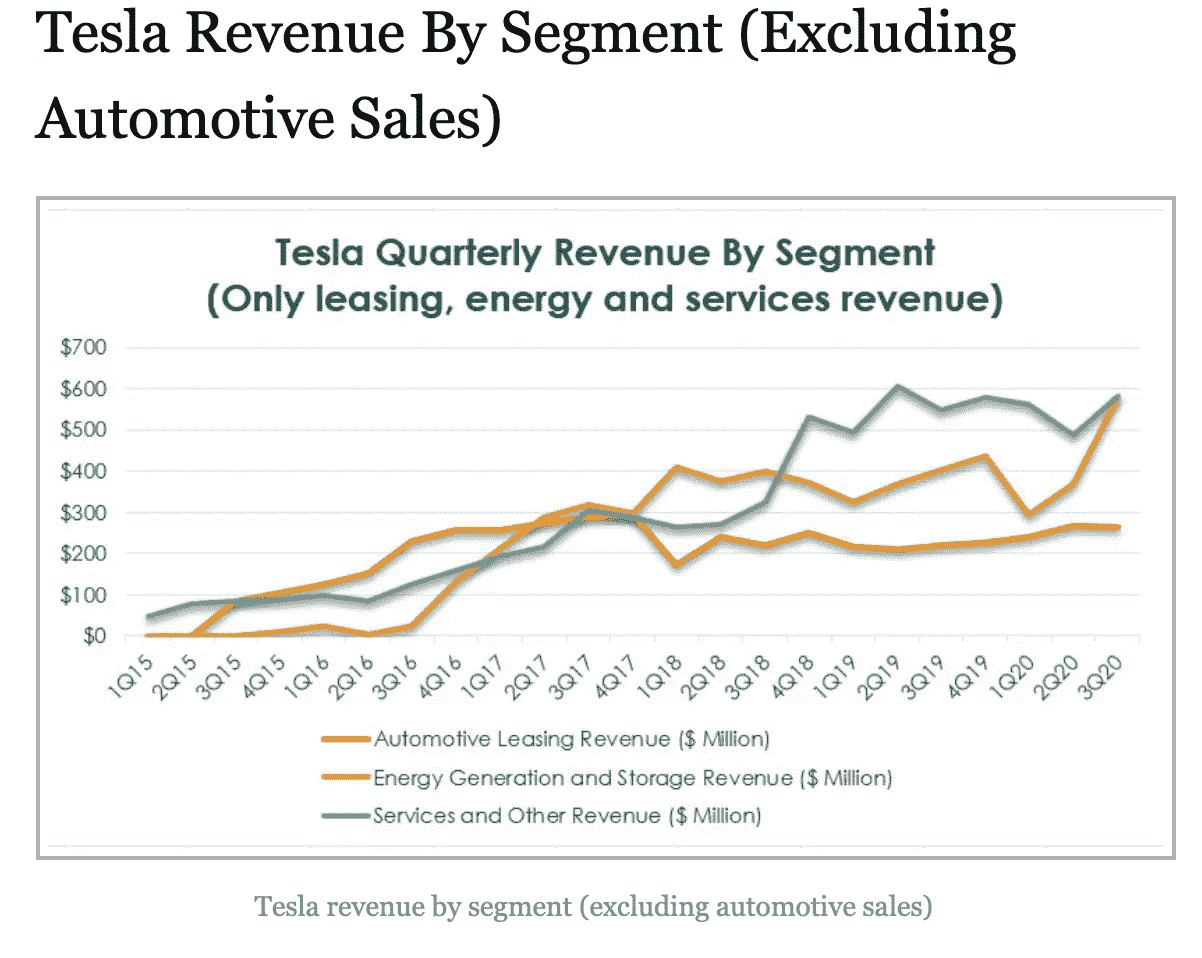 Tesla Revenue By Segment (Excluding
Automotive Sales)
Tesla Quarterly Revenue By Segment
(Only leasing, energy and services revenue)
$700
$600
$500
$400
$300
$200
$100
$0
1Q15 2Q15 3Q15 4Q15 1Q16 2Q16 3Q16 4Q16 1Q17 2Q17 3Q17 4Q17 1Q18 2Q18 3Q18 4Q18 1Q19 2Q19 3Q19 4Q19 1Q20 2Q20 3Q20
Automotive Leasing Revenue ($ Million)
Energy Generation and Storage Revenue ($ Million)
Services and Other Revenue ($ Million)
Tesla revenue by segment (excluding automotive sales)